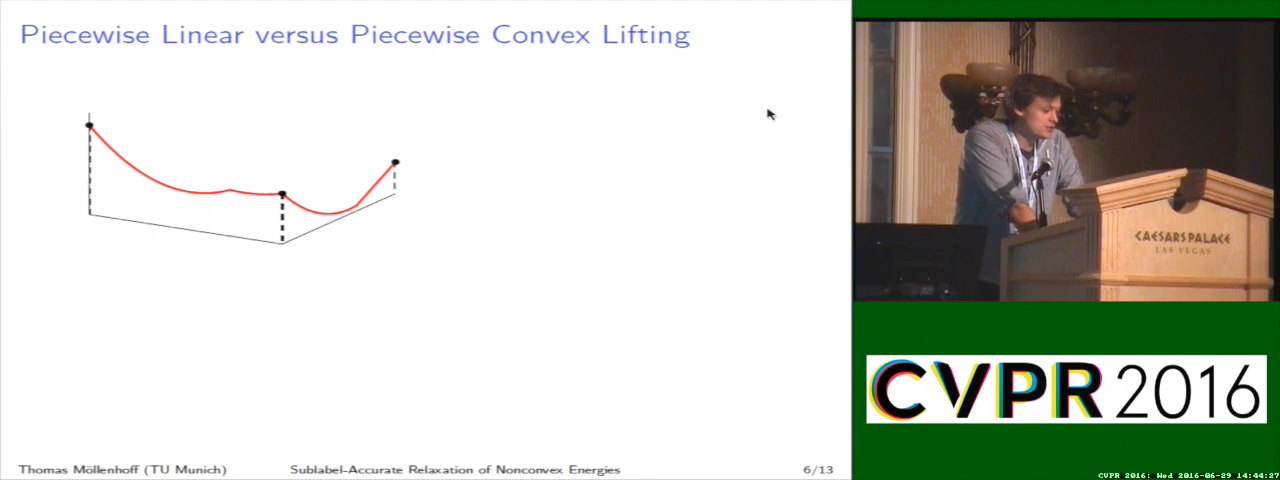 Piecewise Linear versus Piecewise Convex Lifting
CAESARS PALACE
LAS VEGAS
CVPR 2016
Thomas Möllenhoff (TU Munich) Sublabel-Accurate Relaxation of Nonconvex Energies 6/13
CVPR 2016: Wed 2016-06-29 14:44:27